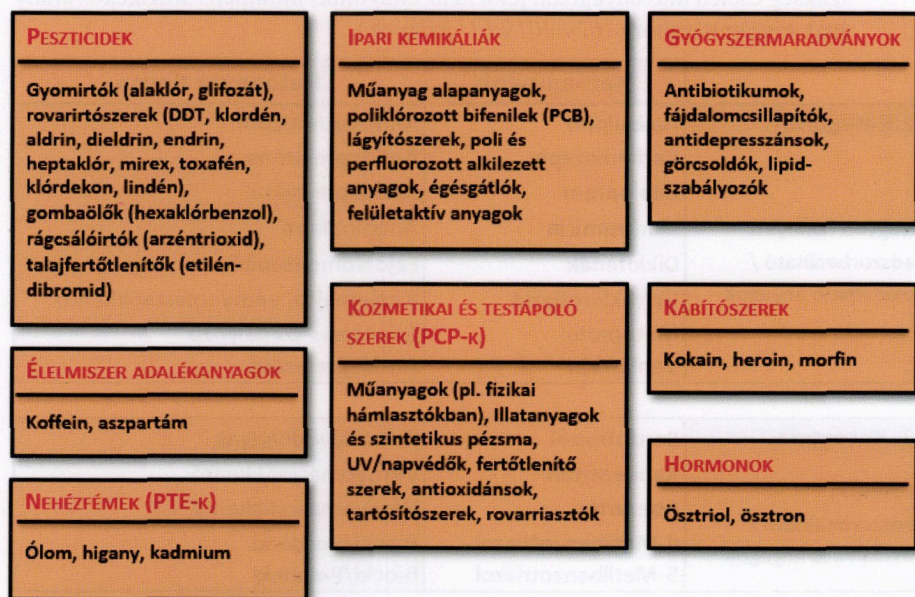 PESZTICIDEK
Gyomirtók (alaklór, glifozát),
rovarirtószerek (DDT, klordén,
aldrin, dieldrin, endrin,
heptaklór, mirex, toxafén,
klórdekon, lindén),
gombaölők (hexaklórbenzol),
rágcsálóirtók (arzéntrioxid),
talajfertőtlenítők (etilén-
dibromid)
ÉLELMISZER ADALÉKANYAGOK
Koffein, aszpartám
NEHÉZFÉMEK (PTE-K)
Ólom, higany, kadmium
IPARI KEMIKÁLIÁK
Műanyag alapanyagok,
poliklórozott bifenilek (PCB),
lágyítószerek, poli és
perfluorozott alkilezett
anyagok, égésgátlók,
felületaktív anyagok
KOZMETIKAI ÉS TESTÁPOLÓ
SZEREK (PCP-K)
Műanyagok (pl. fizikai
hámlasztókban), Illatanyagok
és szintetikus pézsma,
UV/napvédők, fertőtlenítő
szerek, antioxidánsok,
tartósítószerek, rovarriasztók
GYÓGYSZERMARADVÁNYOK
Antibiotikumok,
fájdalomcsillapítók,
antidepresszánsok,
görcsoldók, lipid-
szabályozók
KÁBÍTÓSZEREK
Kokain, heroin, morfin
HORMONOK
Ösztriol, ösztron